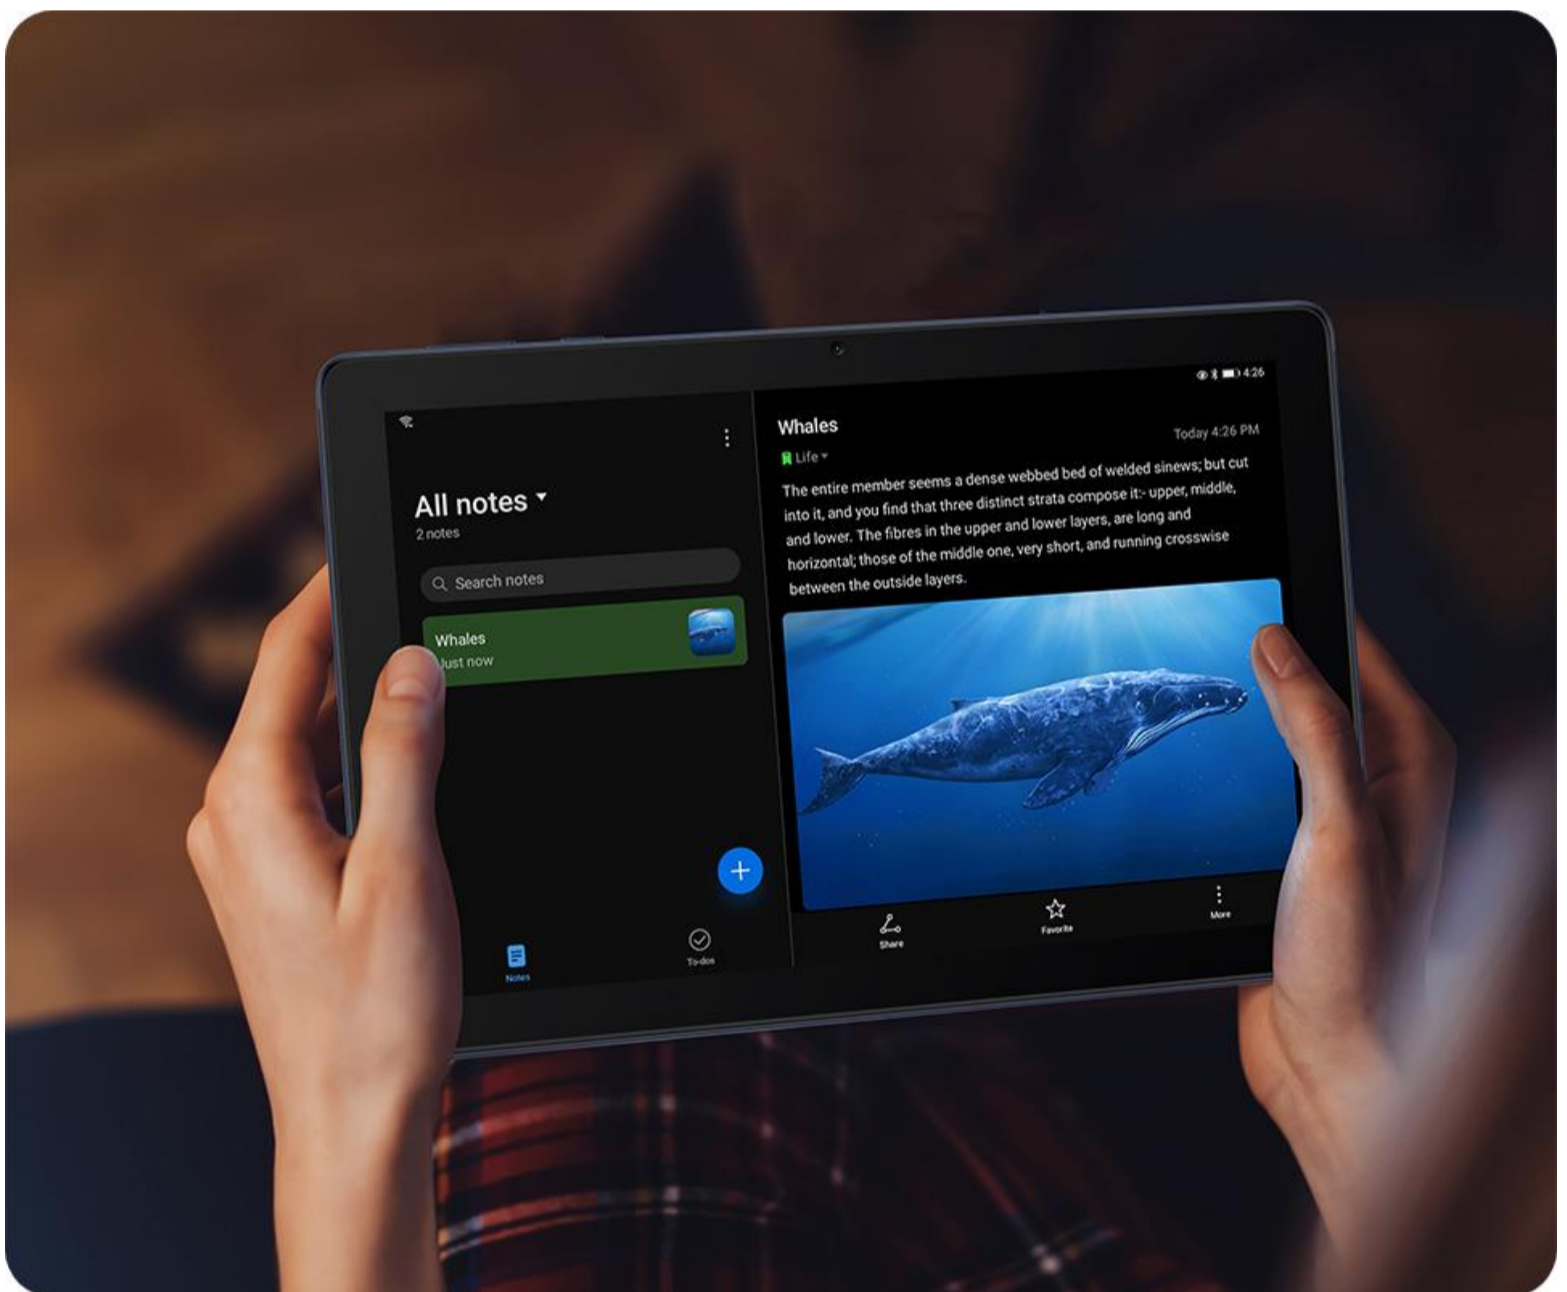 4:26
All notes
2 notes
Search notes
Whales
Just now
Notes
To-dos
Whales
Today 4:26 PM
Life
The entire member seems a dense webbed bed of welded sinews; but cut
into it, and you find that three distinct strata compose it:- upper, middle,
and lower. The fibres in the upper and lower layers, are long and
horizontal; those of the middle one, very short, and running crosswise
between the outside layers.
Share
Favorite
More